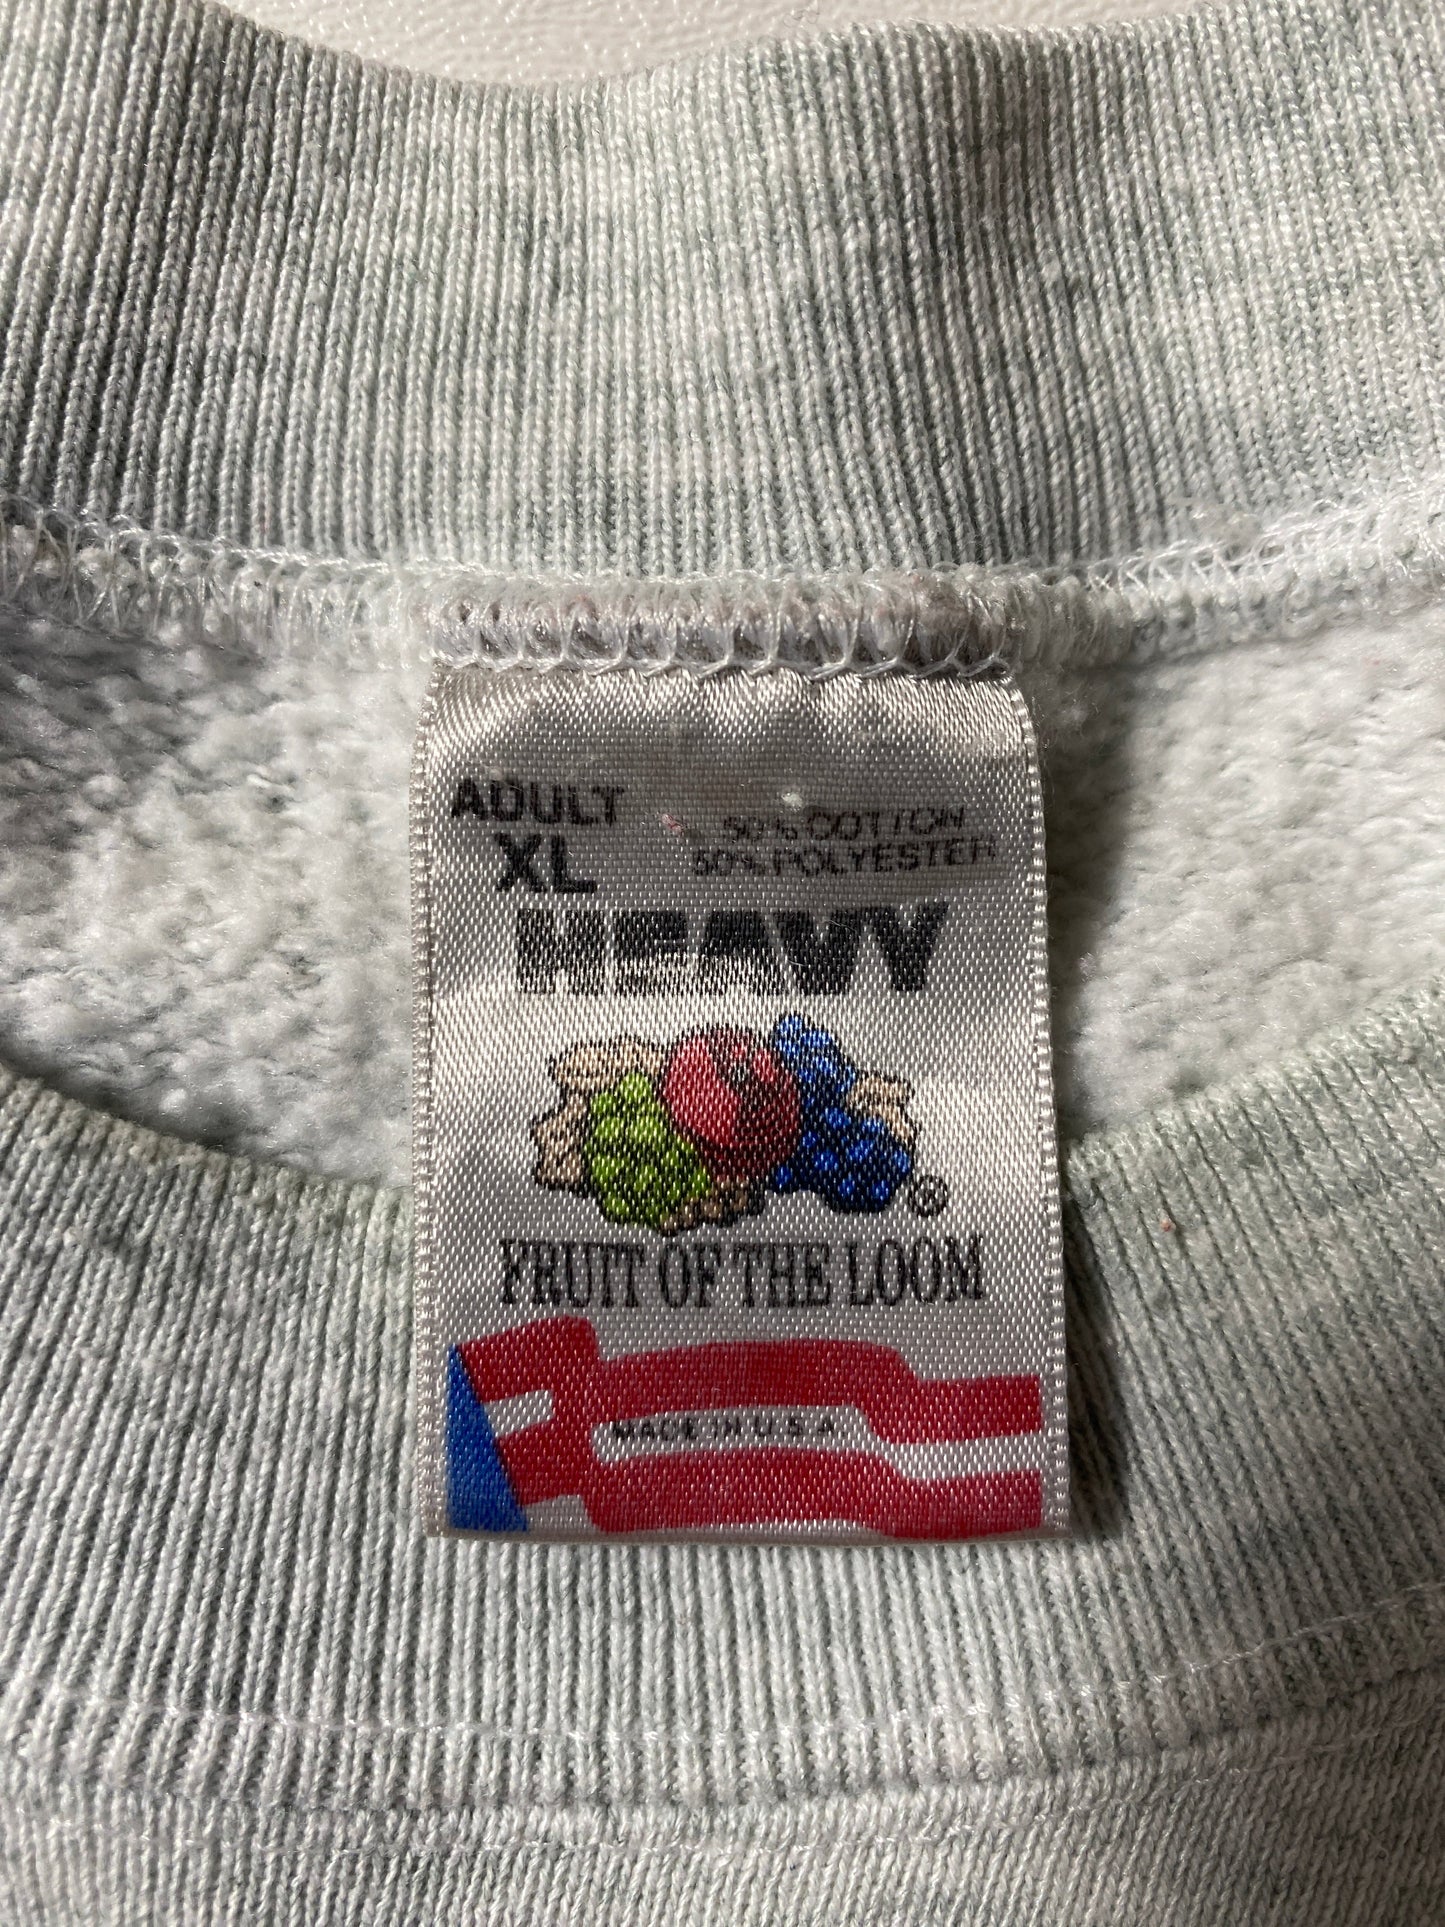 ADULT
XL
50% COTTON
50% POLYESTER
HEAVY
®
FRUIT OF THE LOOM
MADE IN U.S.A.